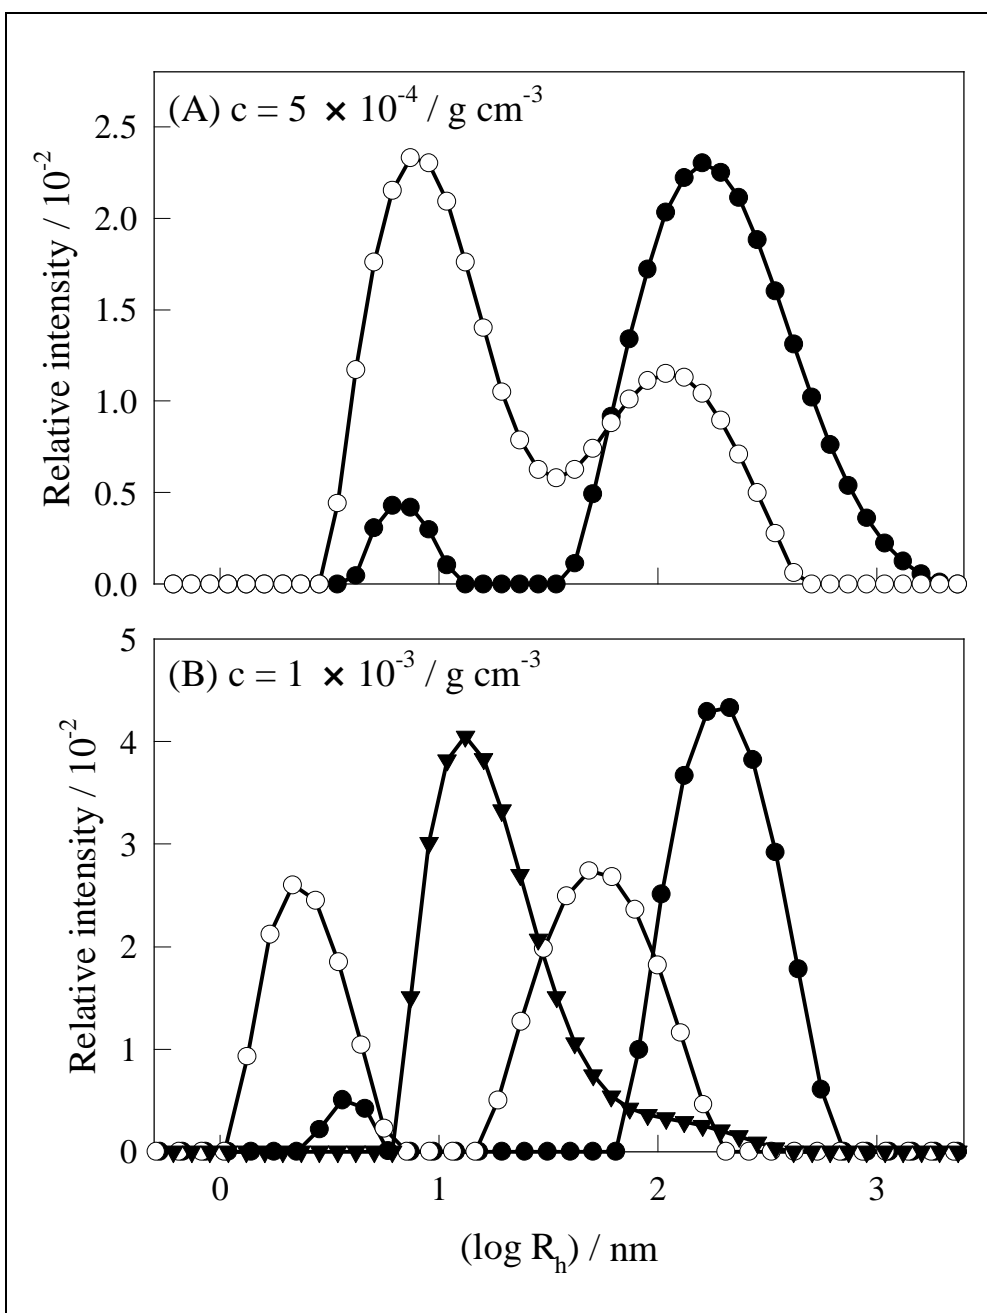 (A) c = 5 × 10⁻⁴ / g cm⁻³
2.5
2.0
1.5
1.0
0.5
0.0
Relative intensity / 10⁻²
(B) c = 1 × 10⁻³ / g cm⁻³
5
4
3
2
1
0
Relative intensity / 10⁻²
0 1 2 3
(log Rₕ) / nm